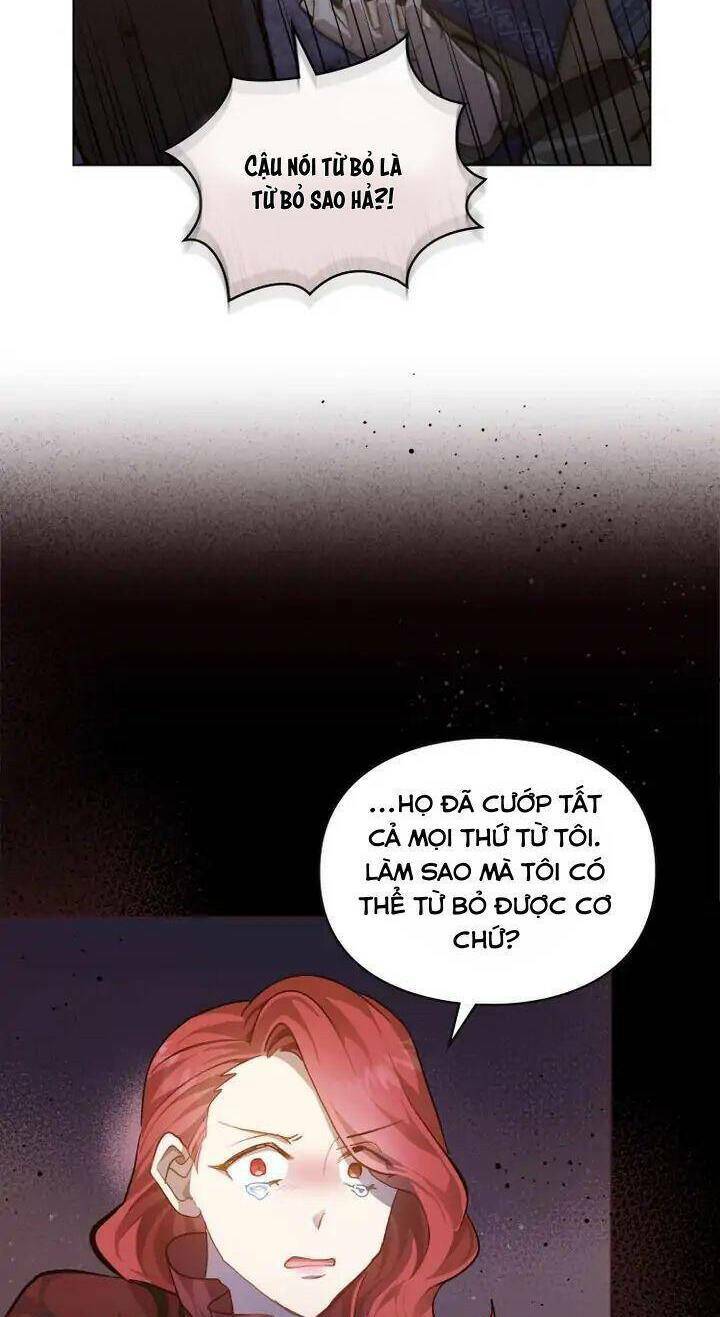 CẬU NÓI TỪ BỎ LÀ
TỪ BỎ SAO HẢ?!
...HỌ ĐÃ CƯỚP TẤT
CẢ MỌI THỨ TỪ TÔI.
LÀM SAO MÀ TÔI CÓ
THỂ TỪ BỎ ĐƯỢC CƠ
CHỨ?